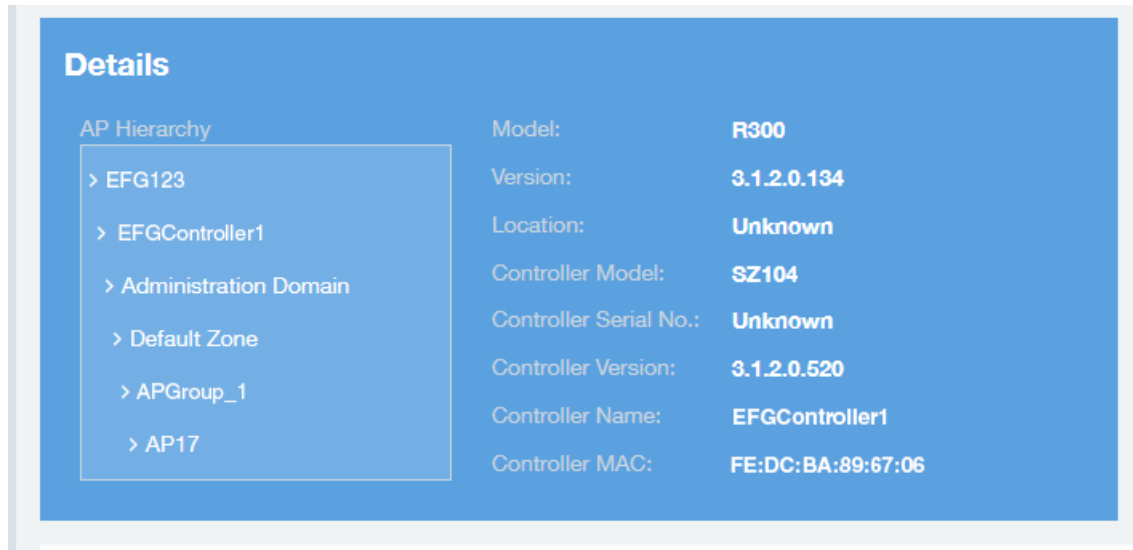 Details
AP Hierarchy
> EFG123
> EFGController1
> Administration Domain
> Default Zone
> APGroup_1
> AP17
Model: R300
Version: 3.1.2.0.134
Location: Unknown
Controller Model: SZ104
Controller Serial No.: Unknown
Controller Version: 3.1.2.0.520
Controller Name: EFGController1
Controller MAC: FE:DC:BA:89:67:06